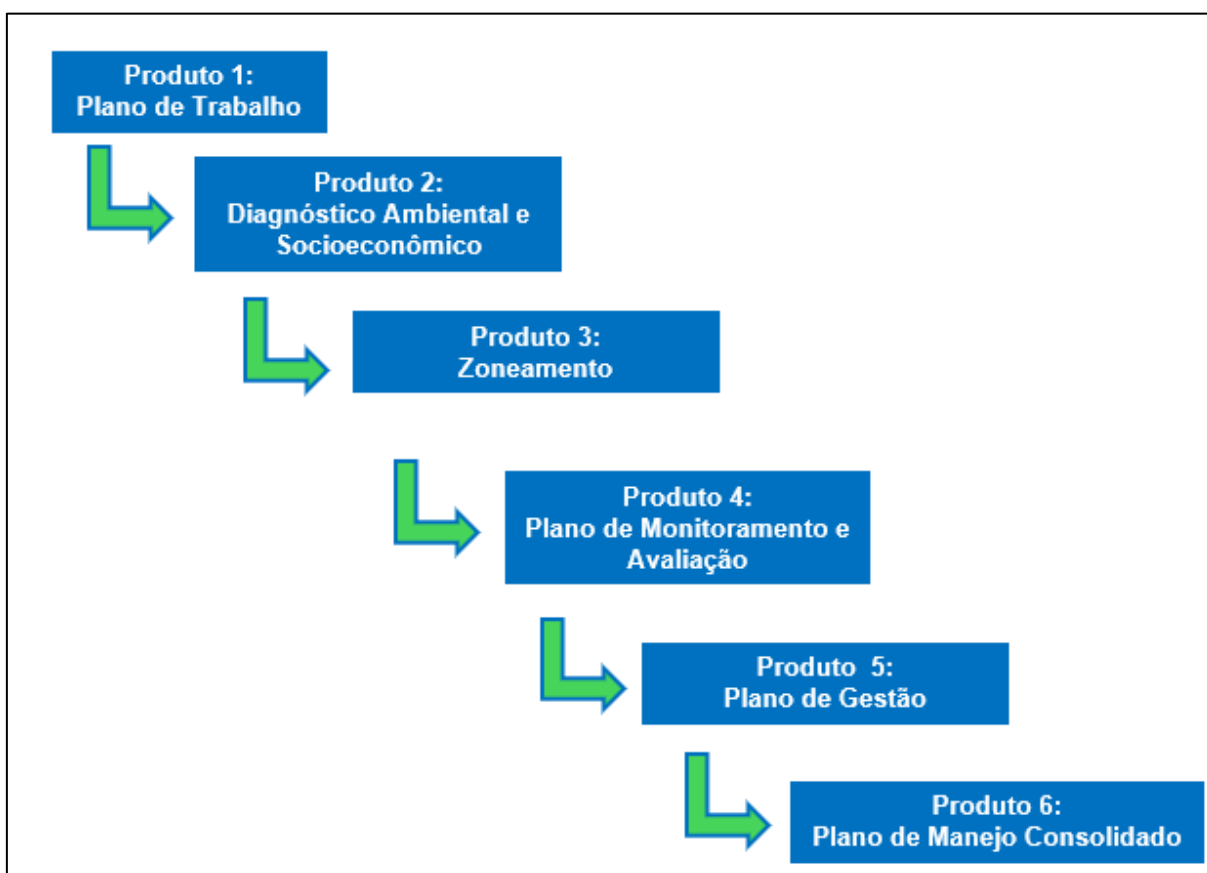 Produto 1:
Plano de Trabalho
Produto 2:
Diagnóstico Ambiental e
Socioeconômico
Produto 3:
Zoneamento
Produto 4:
Plano de Monitoramento e
Avaliação
Produto  5:
Plano de Gestão
Produto 6:
Plano de Manejo Consolidado